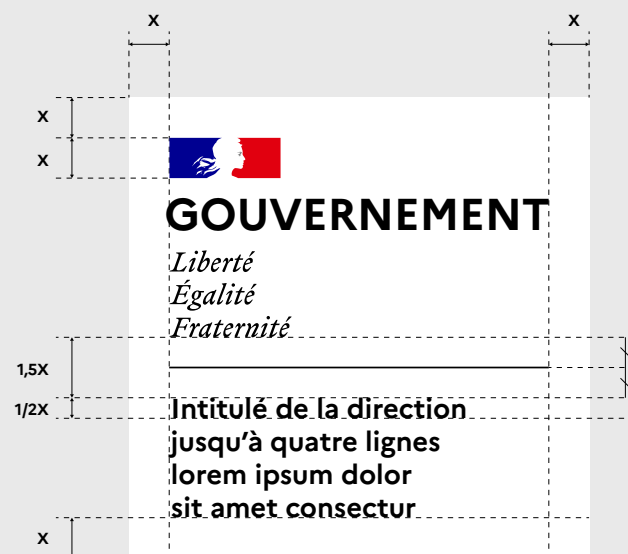 X X
X
X
GOUVERNEMENT
Liberté
Égalité
Fraternité
1,5X
1/2X
Intitulé de la direction
jusqu’à quatre lignes
lorem ipsum dolor
sit amet consectur
X